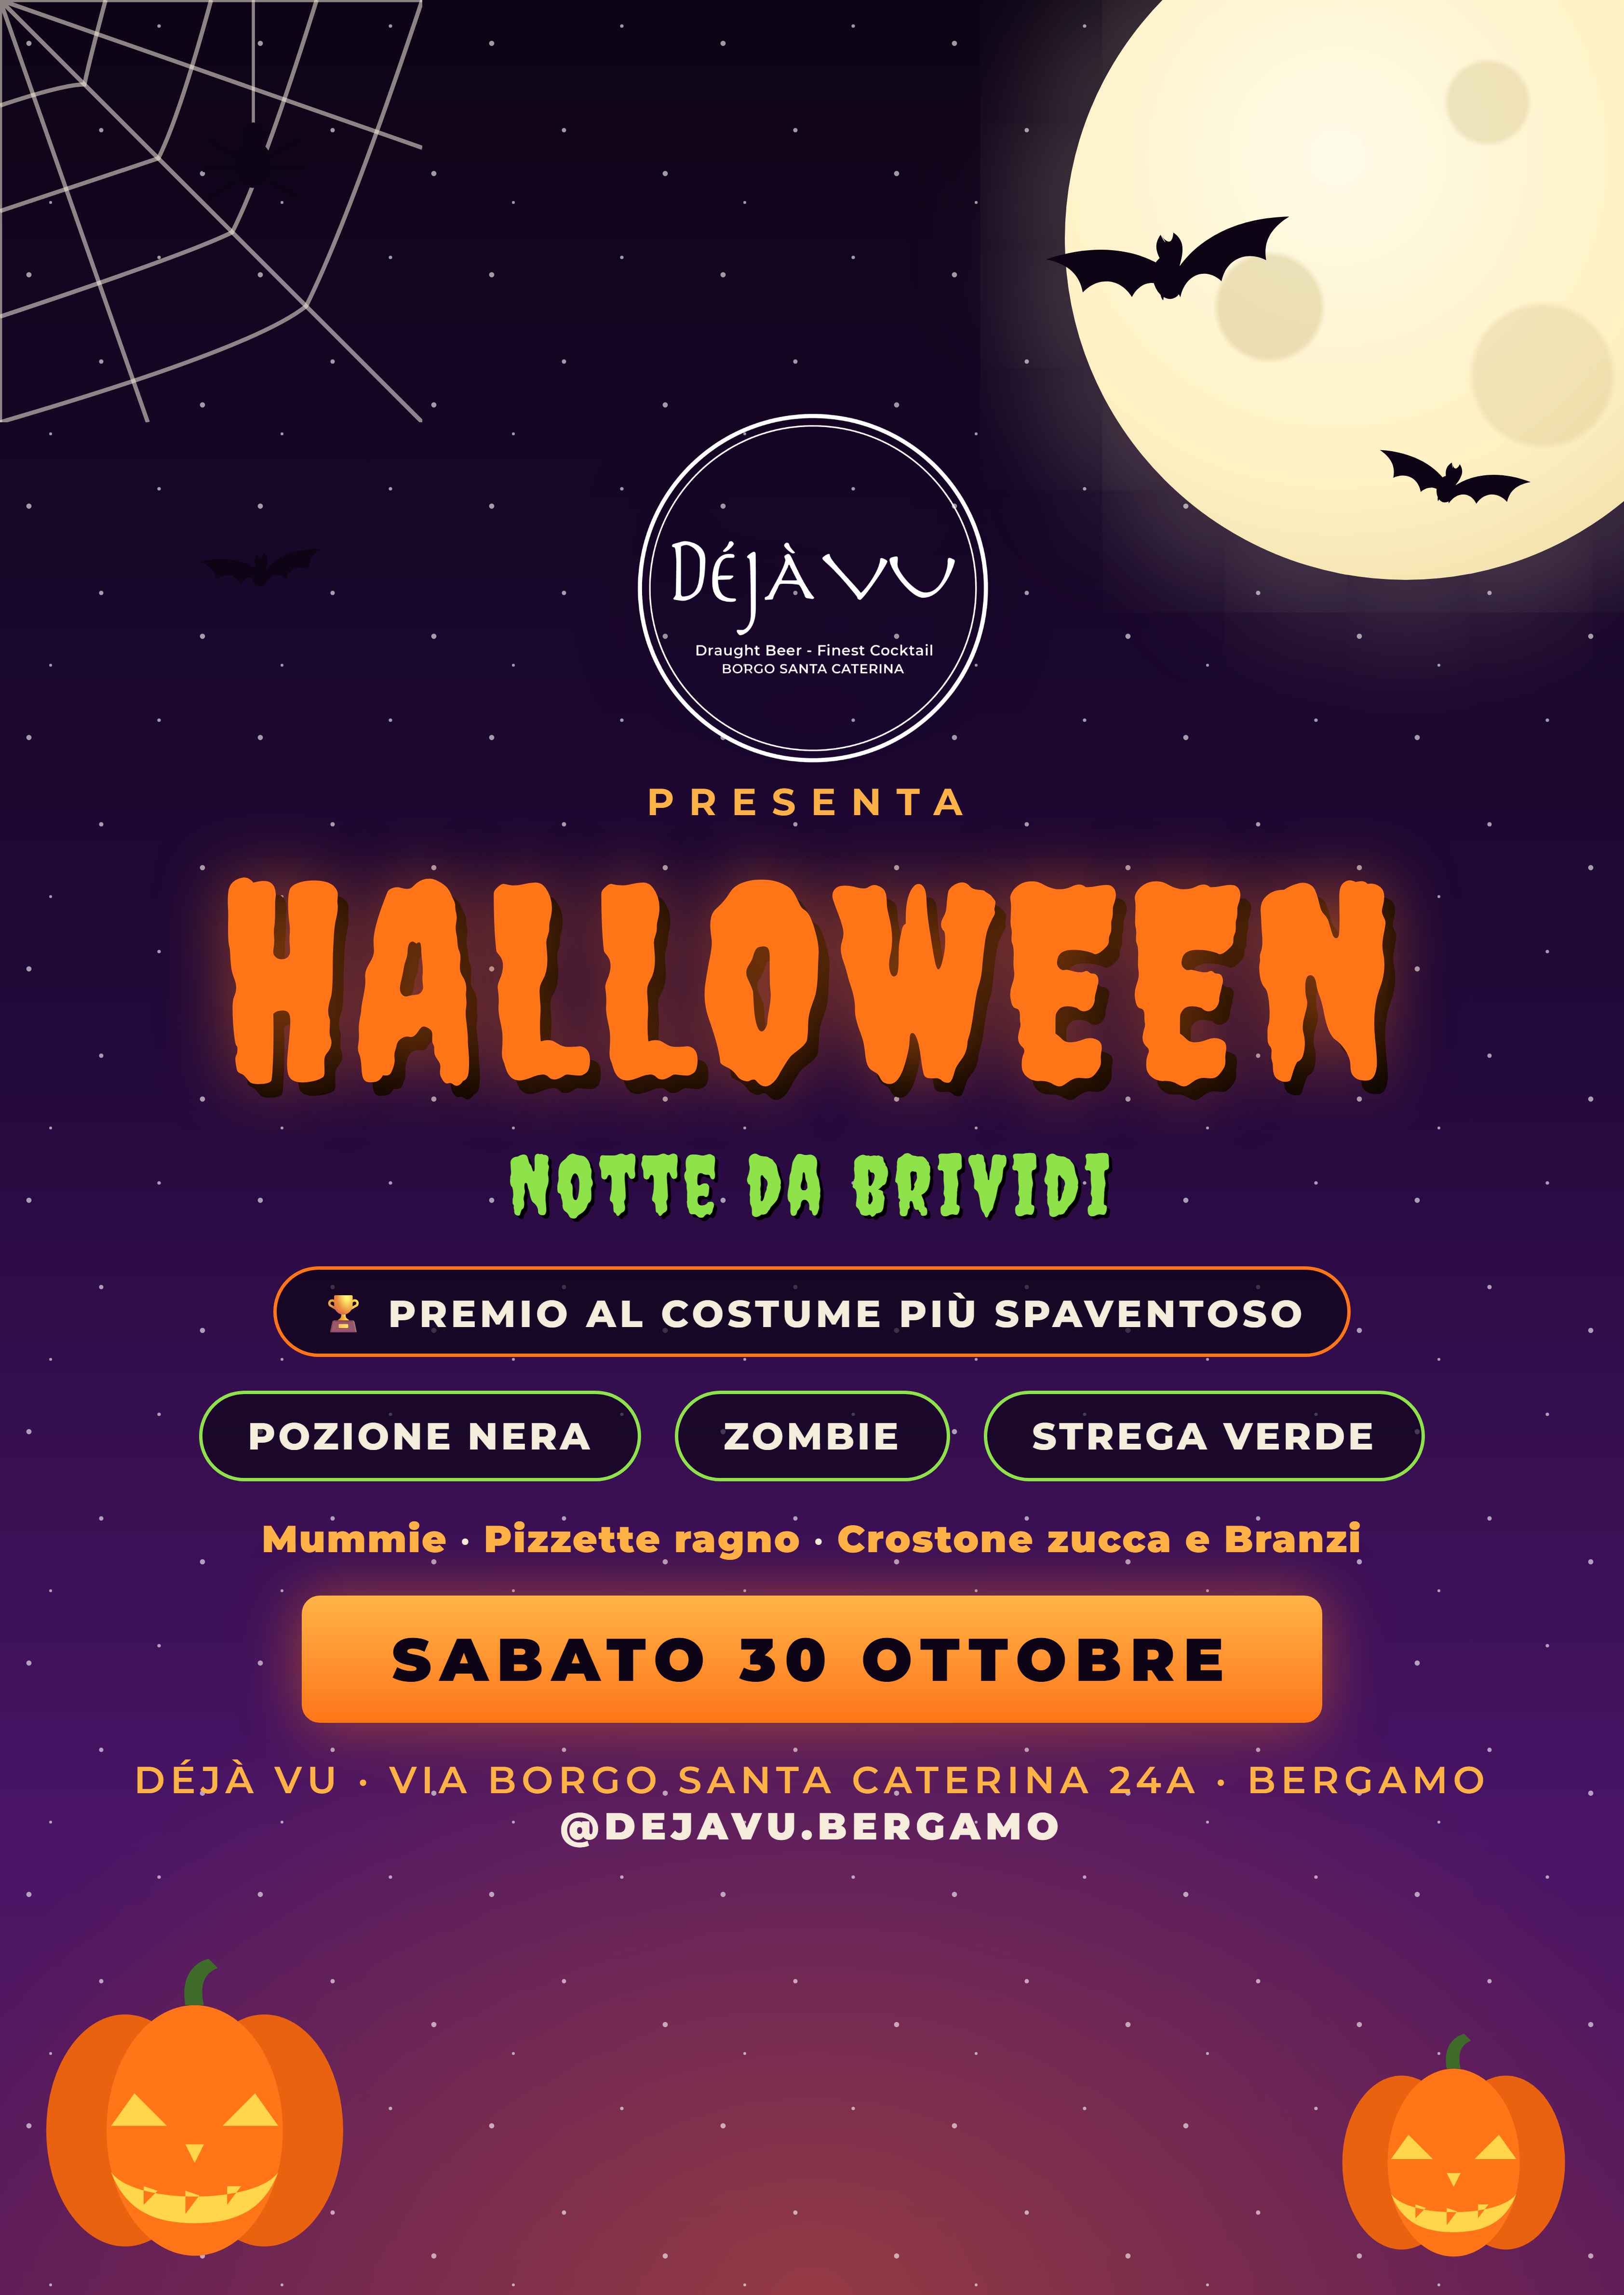 DÉJÀ VU
Draught Beer - Finest Cocktail
BORGO SANTA CATERINA
PRESENTA
HALLOWEEN
NOTTE DA BRIVIDI
🏆 PREMIO AL COSTUME PIÙ SPAVENTOSO
POZIONE NERA ZOMBIE STREGA VERDE
Mummie · Pizzette ragno · Crostone zucca e Branzi
SABATO 30 OTTOBRE
DÉJÀ VU · VIA BORGO SANTA CATERINA 24A · BERGAMO
@DEJAVU.BERGAMO